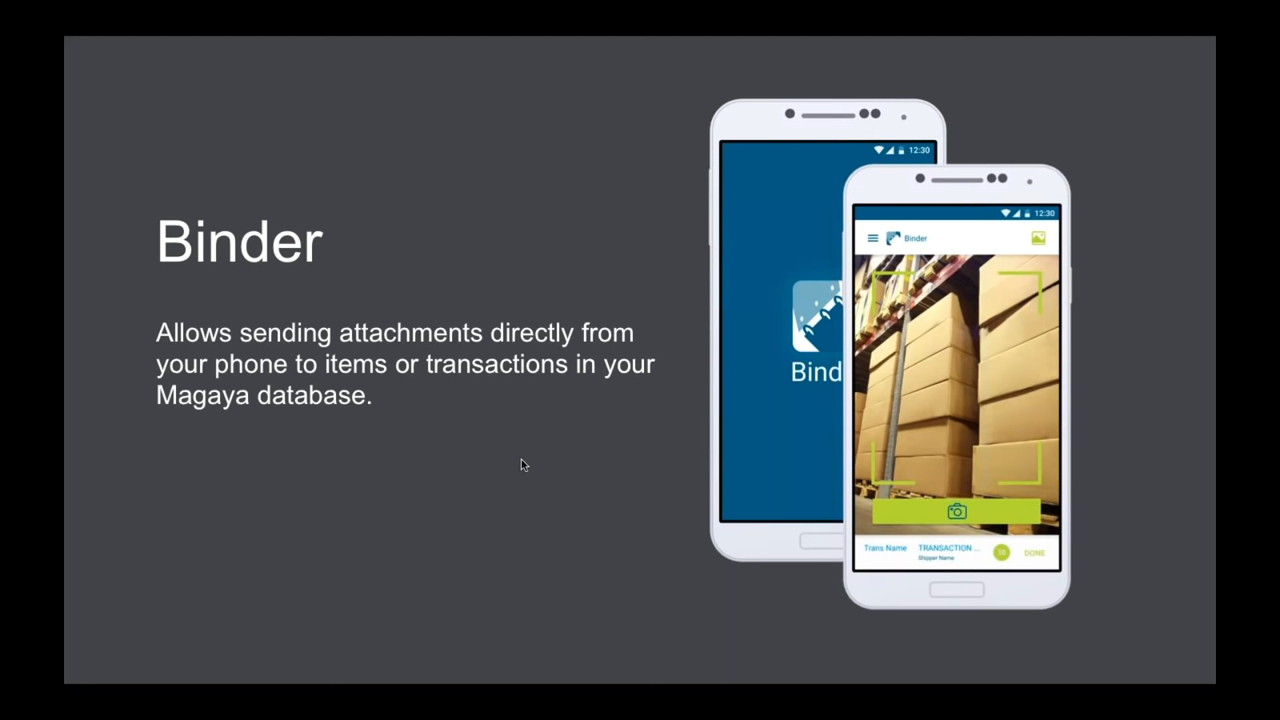 Binder
Allows sending attachments directly from
your phone to items or transactions in your
Magaya database.
12:30
Bind
12:30
Binder
Trans Name
TRANSACTION ...
Shipper Name
10
DONE